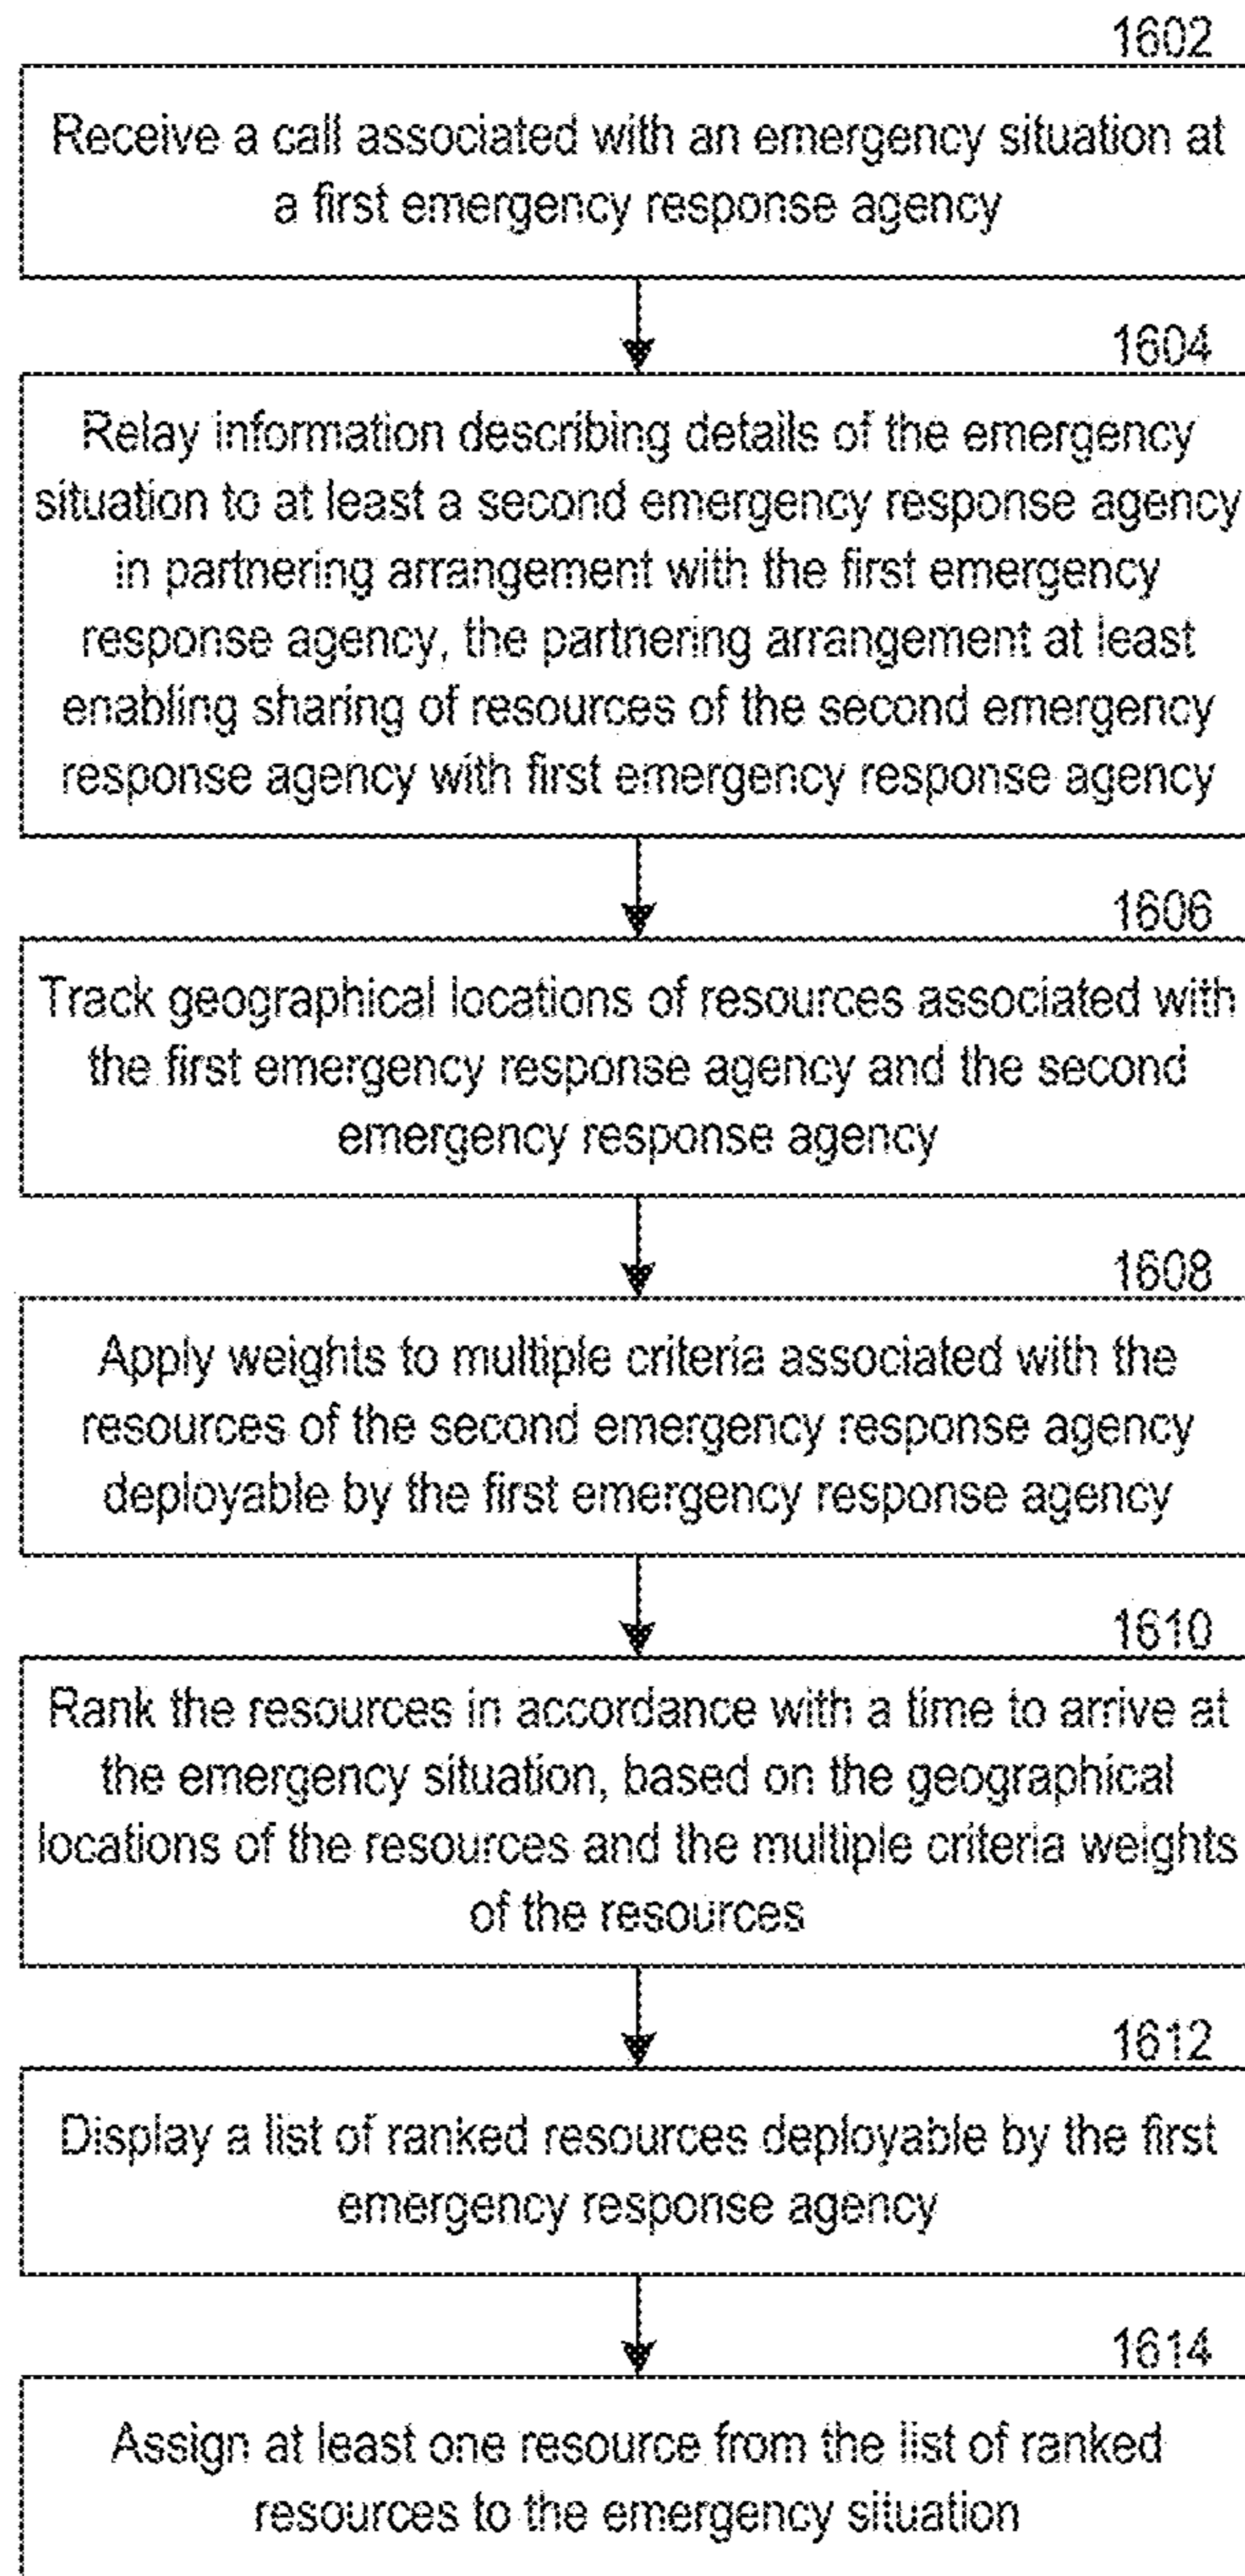 1602
Receive a call associated with an emergency situation at
a first emergency response agency
1604
Relay information describing details of the emergency
situation to at least a second emergency response agency
in partnering arrangement with the first emergency
response agency, the partnering arrangement at least
enabling sharing of resources of the second emergency
response agency with first emergency response agency
1606
Track geographical locations of resources associated with
the first emergency response agency and the second
emergency response agency
1608
Apply weights to multiple criteria associated with the
resources of the second emergency response agency
deployable by the first emergency response agency
1610
Rank the resources in accordance with a time to arrive at
the emergency situation, based on the geographical
locations of the resources and the multiple criteria weights
of the resources
1612
Display a list of ranked resources deployable by the first
emergency response agency
1614
Assign at least one resource from the list of ranked
resources to the emergency situation